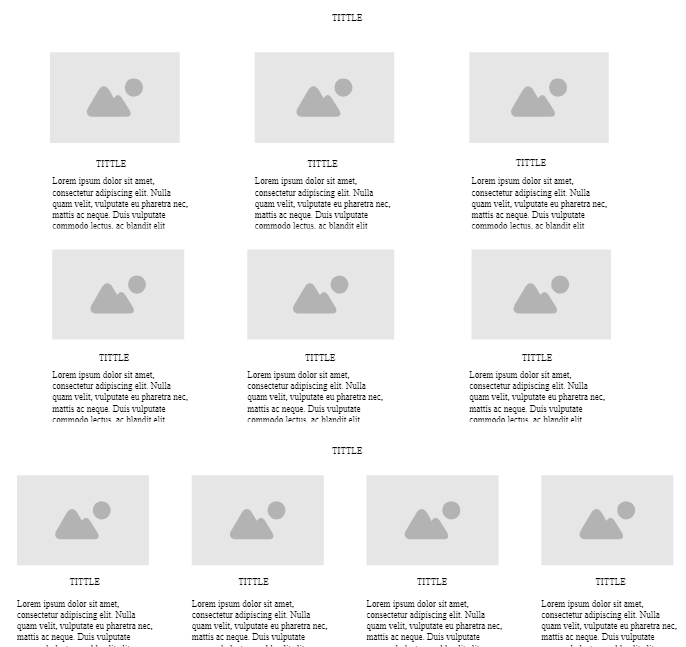 TITTLE
TITTLE
Lorem ipsum dolor sit amet,
consectetur adipiscing elit. Nulla
quam velit, vulputate eu pharetra nec,
mattis ac neque. Duis vulputate
commodo lectus, ac blandit elit
TITTLE
Lorem ipsum dolor sit amet,
consectetur adipiscing elit. Nulla
quam velit, vulputate eu pharetra nec,
mattis ac neque. Duis vulputate
commodo lectus, ac blandit elit
TITTLE
Lorem ipsum dolor sit amet,
consectetur adipiscing elit. Nulla
quam velit, vulputate eu pharetra nec,
mattis ac neque. Duis vulputate
commodo lectus, ac blandit elit
TITTLE
Lorem ipsum dolor sit amet,
consectetur adipiscing elit. Nulla
quam velit, vulputate eu pharetra nec,
mattis ac neque. Duis vulputate
commodo lectus, ac blandit elit
TITTLE
Lorem ipsum dolor sit amet,
consectetur adipiscing elit. Nulla
quam velit, vulputate eu pharetra nec,
mattis ac neque. Duis vulputate
commodo lectus, ac blandit elit
TITTLE
Lorem ipsum dolor sit amet,
consectetur adipiscing elit. Nulla
quam velit, vulputate eu pharetra nec,
mattis ac neque. Duis vulputate
commodo lectus, ac blandit elit
TITTLE
TITTLE
Lorem ipsum dolor sit amet,
consectetur adipiscing elit. Nulla
quam velit, vulputate eu pharetra nec,
mattis ac neque. Duis vulputate
TITTLE
Lorem ipsum dolor sit amet,
consectetur adipiscing elit. Nulla
quam velit, vulputate eu pharetra nec,
mattis ac neque. Duis vulputate
TITTLE
Lorem ipsum dolor sit amet,
consectetur adipiscing elit. Nulla
quam velit, vulputate eu pharetra nec,
mattis ac neque. Duis vulputate
TITTLE
Lorem ipsum dolor sit amet,
consectetur adipiscing elit. Nulla
quam velit, vulputate eu pharetra nec,
mattis ac neque. Duis vulputate